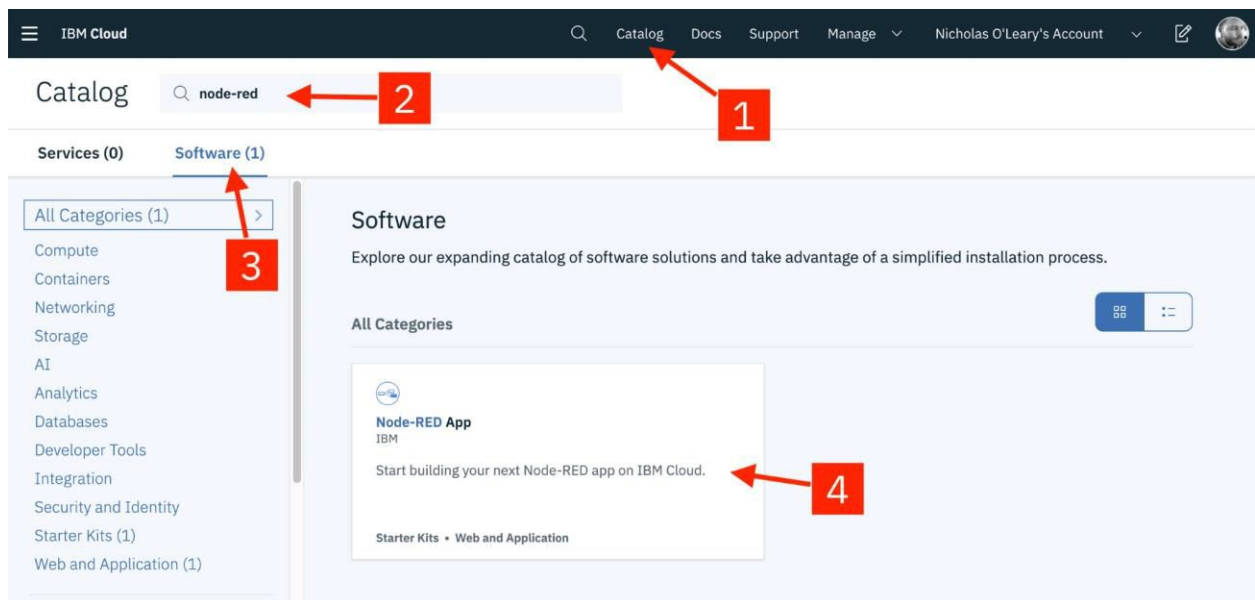 IBM Cloud
Catalog
Docs
Support
Manage
Nicholas O'Leary's Account
1
Catalog
node-red
2
Services (0)
Software (1)
3
All Categories (1)
Compute
Containers
Networking
Storage
AI
Analytics
Databases
Developer Tools
Integration
Security and Identity
Starter Kits (1)
Web and Application (1)
Software
Explore our expanding catalog of software solutions and take advantage of a simplified installation process.
All Categories
Node-RED App
IBM
Start building your next Node-RED app on IBM Cloud.
4
Starter Kits • Web and Application